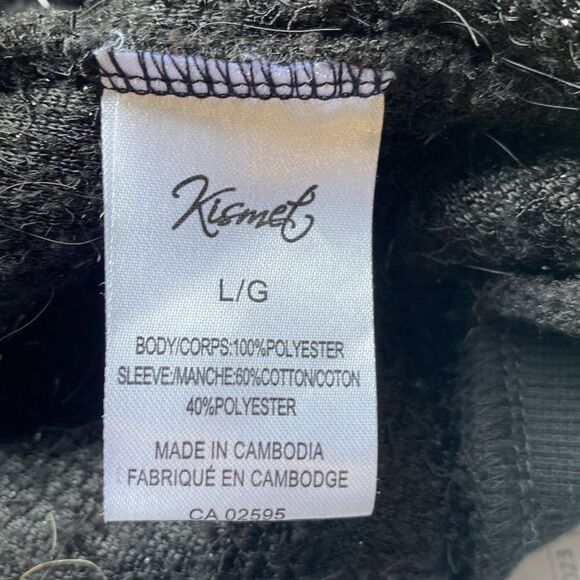 Kismet
L/G
BODY/CORPS:100%POLYESTER
SLEEVE:/MANCHE:60%COTTON/COTON
40%POLYESTER
MADE IN CAMBODIA
FABRIQUÉ EN CAMBODGE
CA 02595